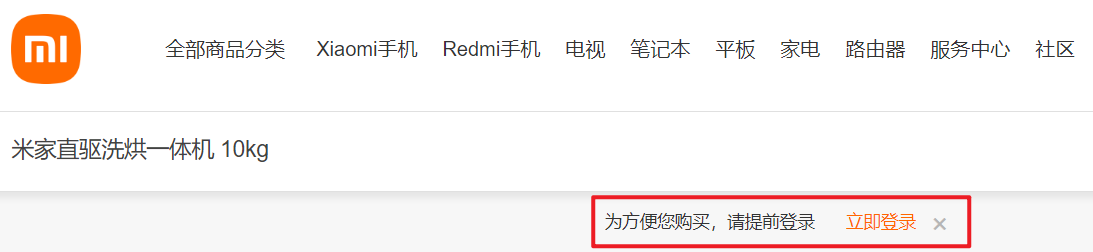 mi
全部商品分类 Xiaomi手机 Redmi手机 电视 笔记本 平板 家电 路由器 服务中心 社区
米家直驱洗烘一体机 10kg
为方便您购买，请提前登录 立即登录 ×